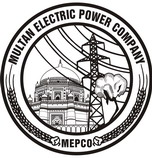 MULTAN ELECTRIC POWER COMPANY
MEPCO